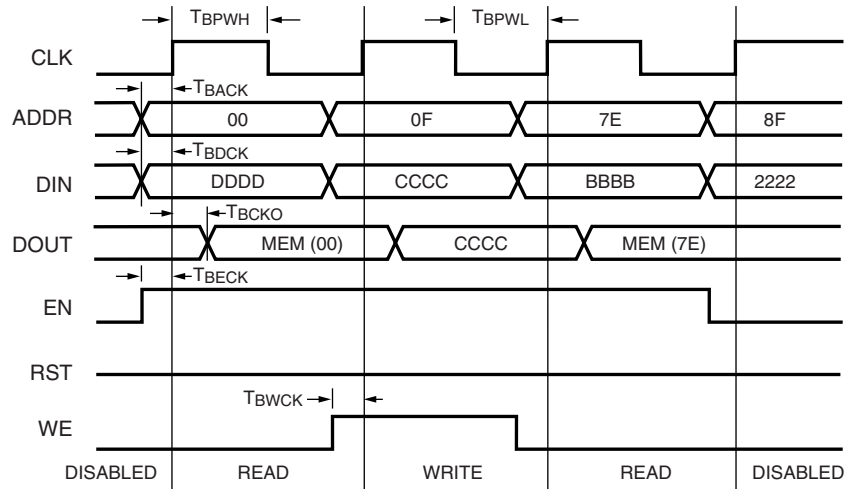 TBPWH TBPWL
CLK
TBACK
ADDR 00 0F 7E 8F
TBDCK
DIN DDDD CCCC BBBB 2222
TBCKO
DOUT MEM (00) CCCC MEM (7E)
TBECK
EN
RST
TBWCK
WE
DISABLED READ WRITE READ DISABLED